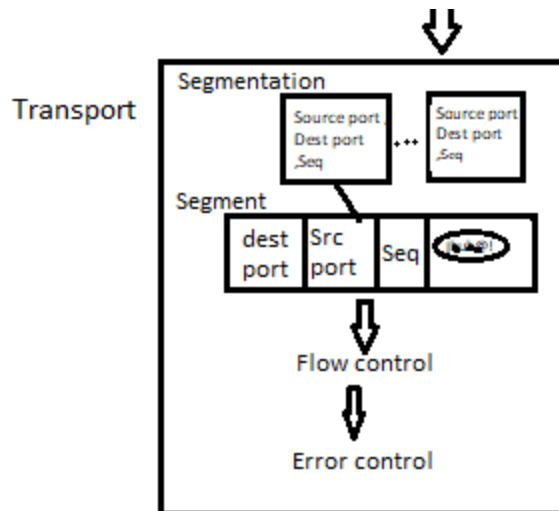 Segmentation
Transport
Source port,
Dest port
,Seq
...
Source port
Dest port
,Seq
Segment
dest
port
Src
port
Seq
Flow control
Error control